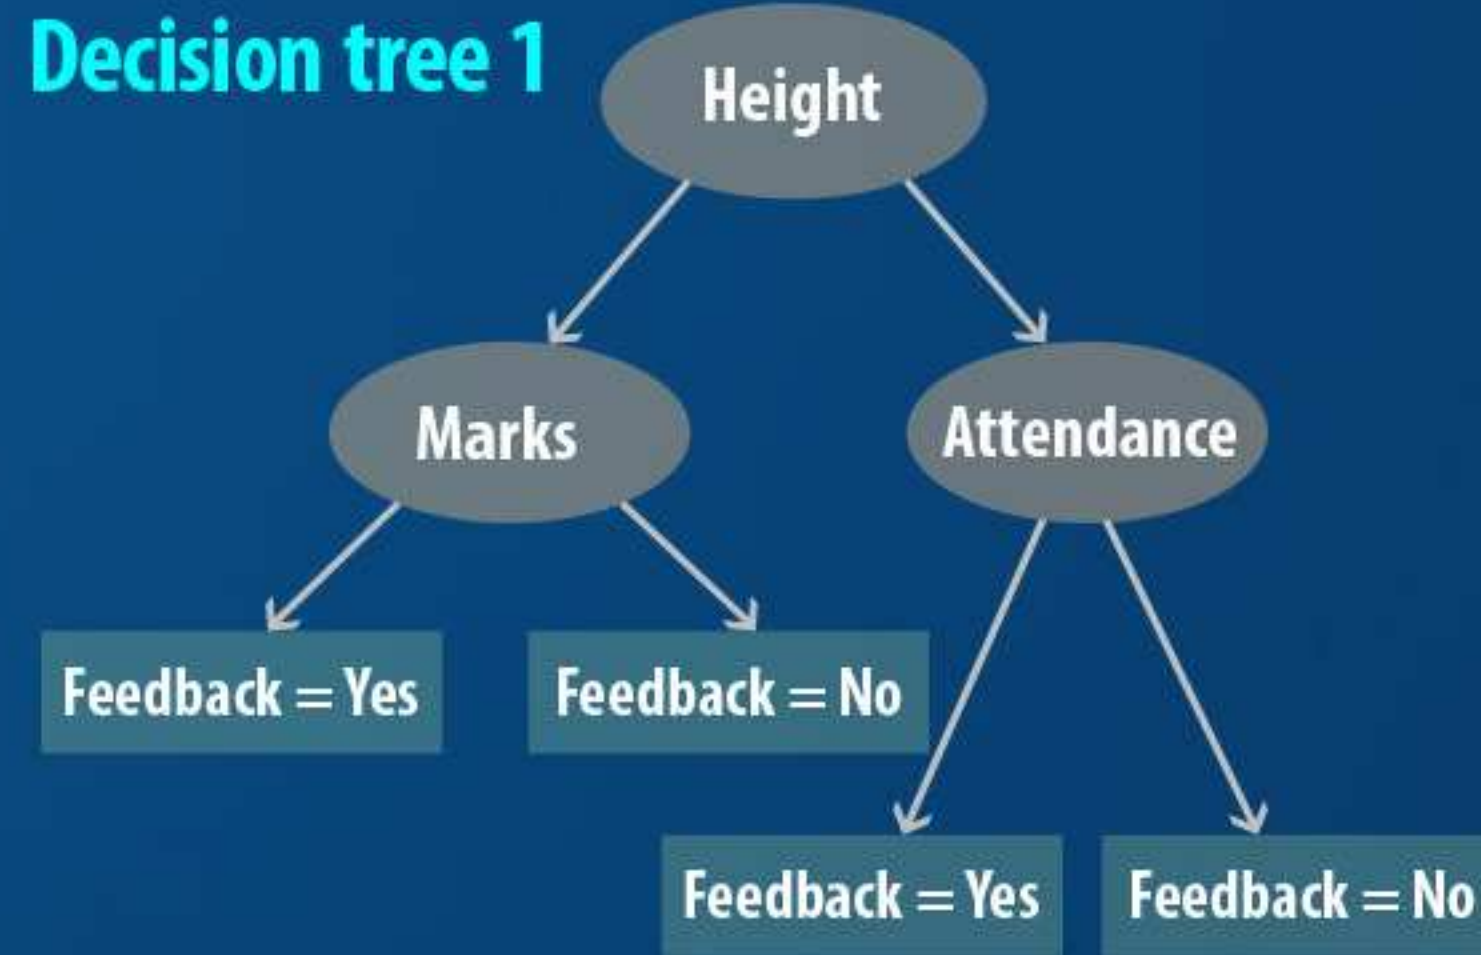 Decision tree 1
Height
Marks
Attendance
Feedback = Yes
Feedback = No
Feedback = Yes
Feedback = No